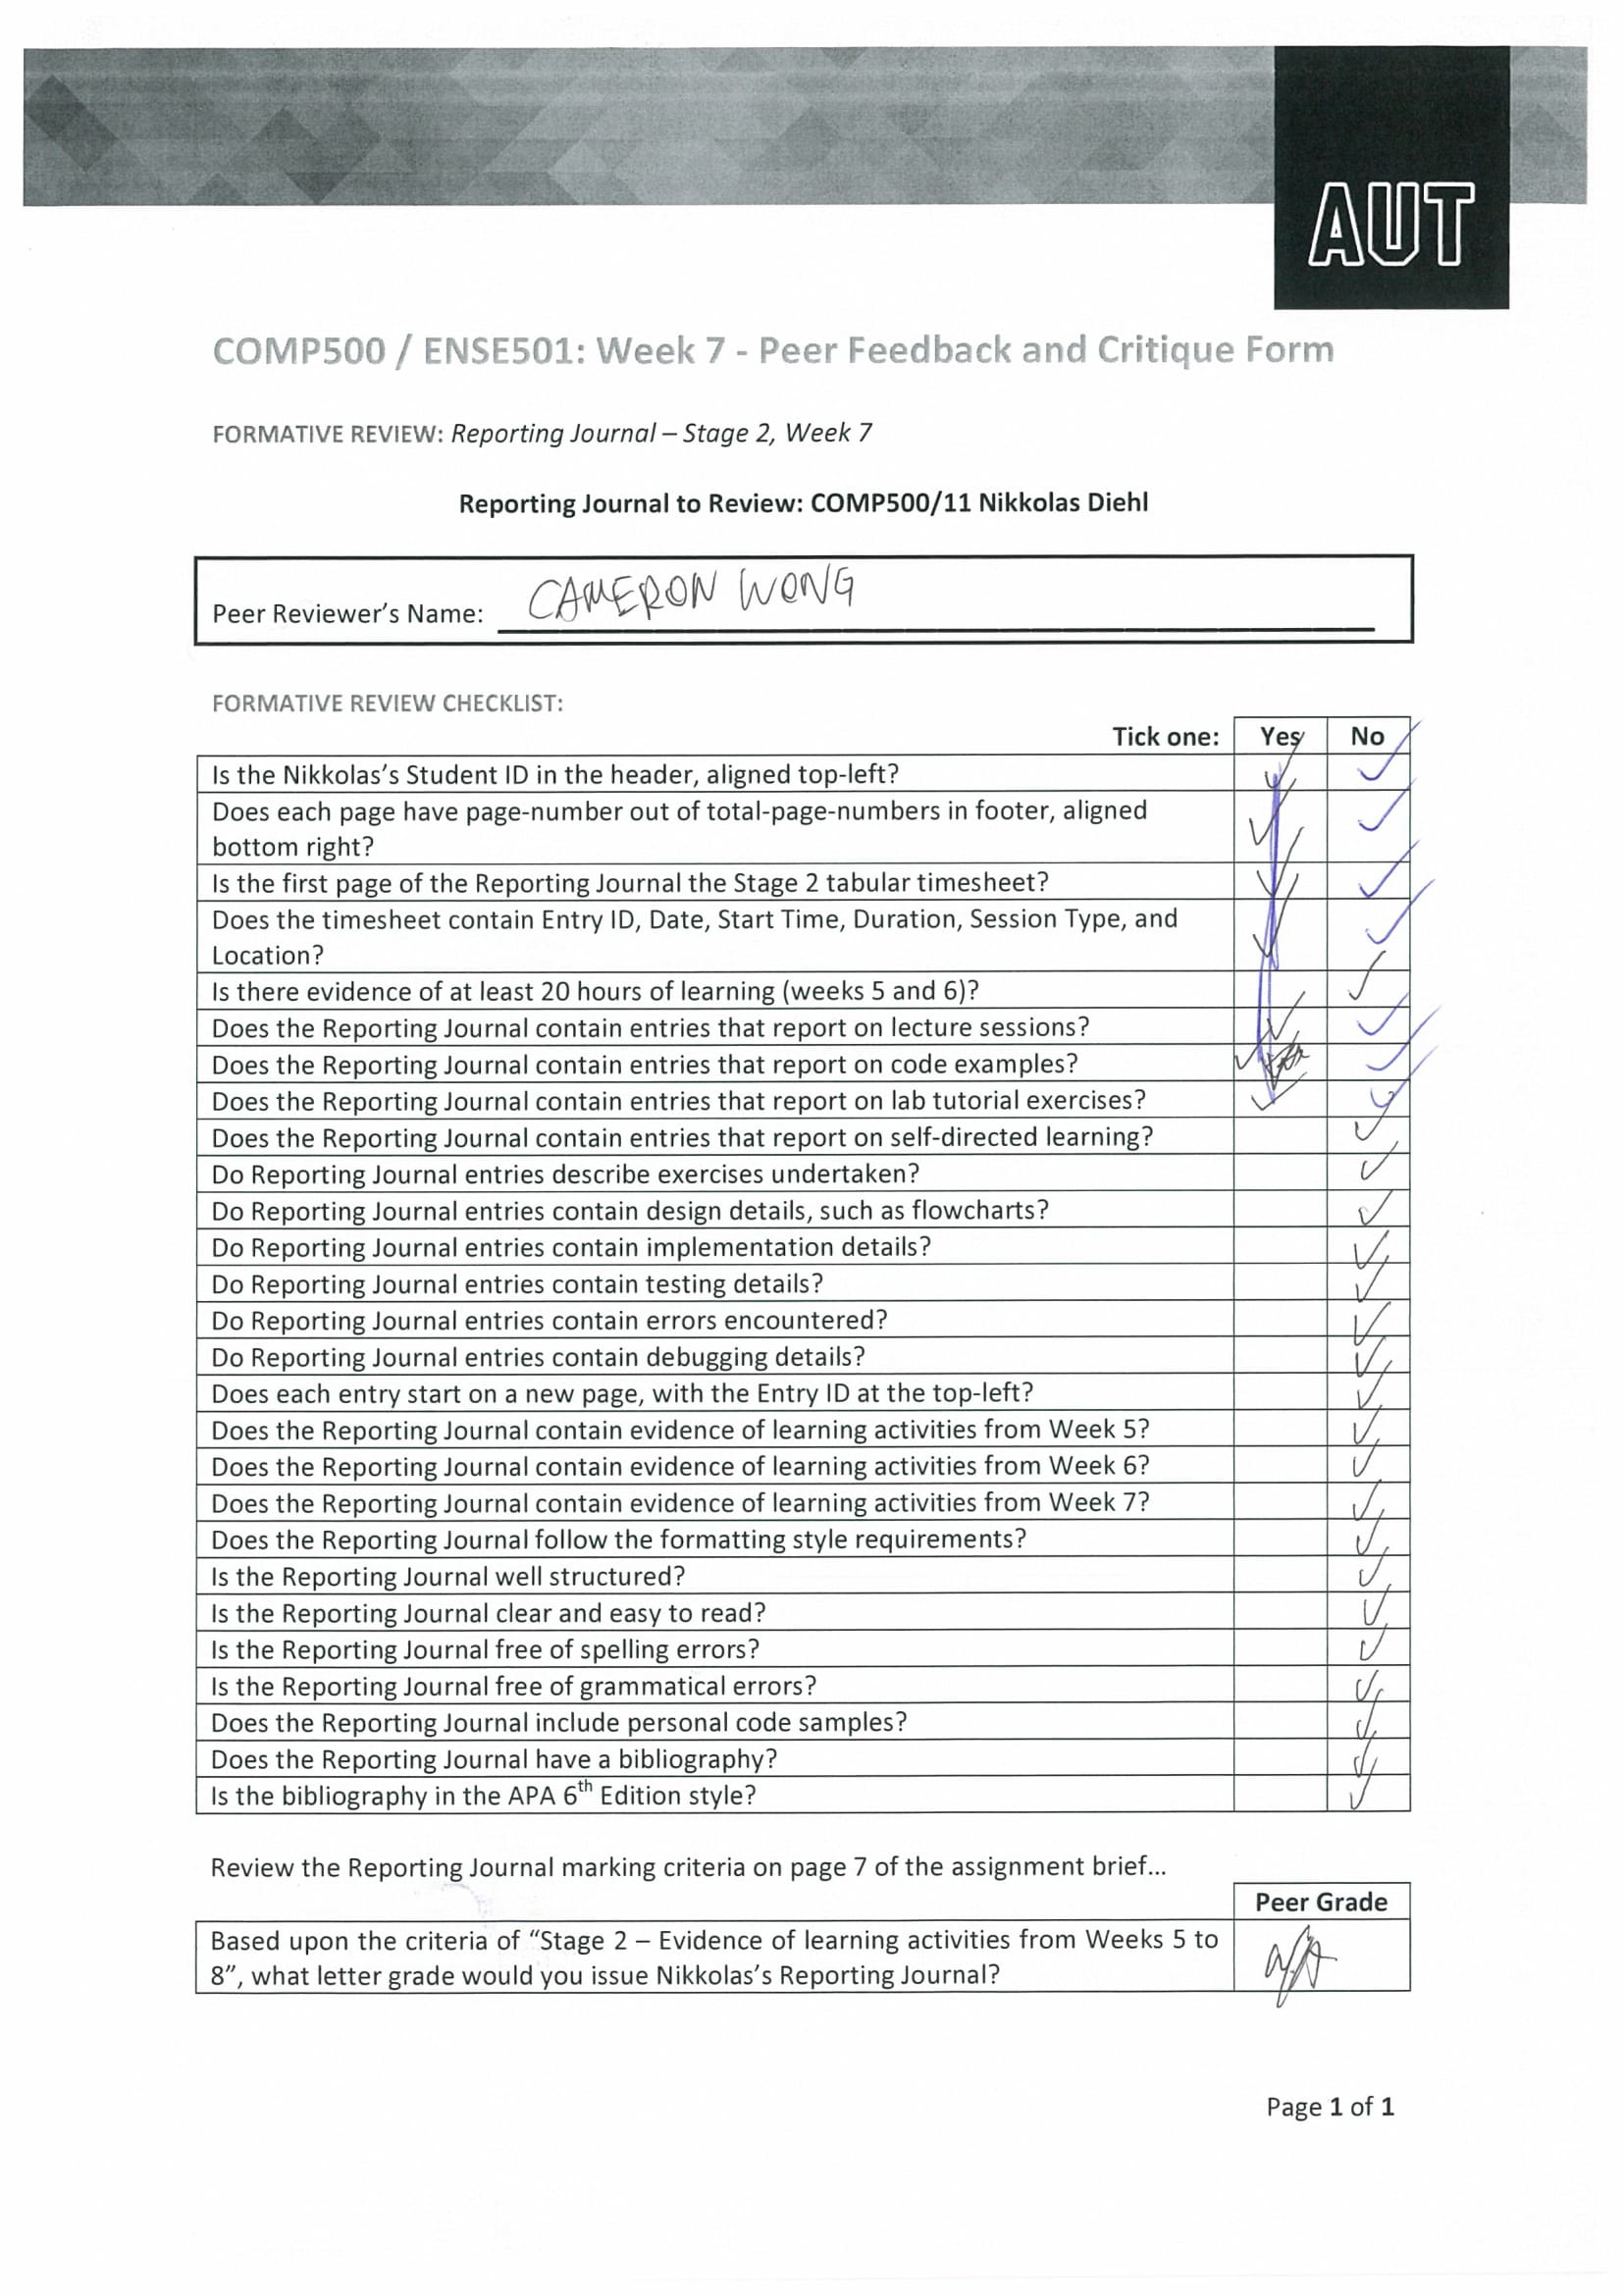 AUT
COMP500 / ENSE501: Week 7 - Peer Feedback and Critique Form
FORMATIVE REVIEW: Reporting Journal – Stage 2, Week 7
Reporting Journal to Review: COMP500/11 Nikkolas Diehl
Peer Reviewer's Name: CAMERON WONG
FORMATIVE REVIEW CHECKLIST:
Tick one: Yes No
Is the Nikkolas's Student ID in the header, aligned top-left? ✓ ✓
Does each page have page-number out of total-page-numbers in footer, aligned
bottom right? ✓ ✓
Is the first page of the Reporting Journal the Stage 2 tabular timesheet? ✓ ✓
Does the timesheet contain Entry ID, Date, Start Time, Duration, Session Type, and
Location? ✓ ✓
Is there evidence of at least 20 hours of learning (weeks 5 and 6)? ✓
Does the Reporting Journal contain entries that report on lecture sessions? ✓ ✓
Does the Reporting Journal contain entries that report on code examples? ✓ ✓
Does the Reporting Journal contain entries that report on lab tutorial exercises? ✓ ✓
Does the Reporting Journal contain entries that report on self-directed learning? ✓
Do Reporting Journal entries describe exercises undertaken? ✓
Do Reporting Journal entries contain design details, such as flowcharts? ✓
Do Reporting Journal entries contain implementation details? ✓
Do Reporting Journal entries contain testing details? ✓
Do Reporting Journal entries contain errors encountered? ✓
Do Reporting Journal entries contain debugging details? ✓
Does each entry start on a new page, with the Entry ID at the top-left? ✓
Does the Reporting Journal contain evidence of learning activities from Week 5? ✓
Does the Reporting Journal contain evidence of learning activities from Week 6? ✓
Does the Reporting Journal contain evidence of learning activities from Week 7? ✓
Does the Reporting Journal follow the formatting style requirements? ✓
Is the Reporting Journal well structured? ✓
Is the Reporting Journal clear and easy to read? ✓
Is the Reporting Journal free of spelling errors? ✓
Is the Reporting Journal free of grammatical errors? ✓
Does the Reporting Journal include personal code samples? ✓
Does the Reporting Journal have a bibliography? ✓
Is the bibliography in the APA 6th Edition style? ✓
Review the Reporting Journal marking criteria on page 7 of the assignment brief...
Peer Grade
Based upon the criteria of "Stage 2 – Evidence of learning activities from Weeks 5 to
8", what letter grade would you issue Nikkolas's Reporting Journal? N/A
Page 1 of 1